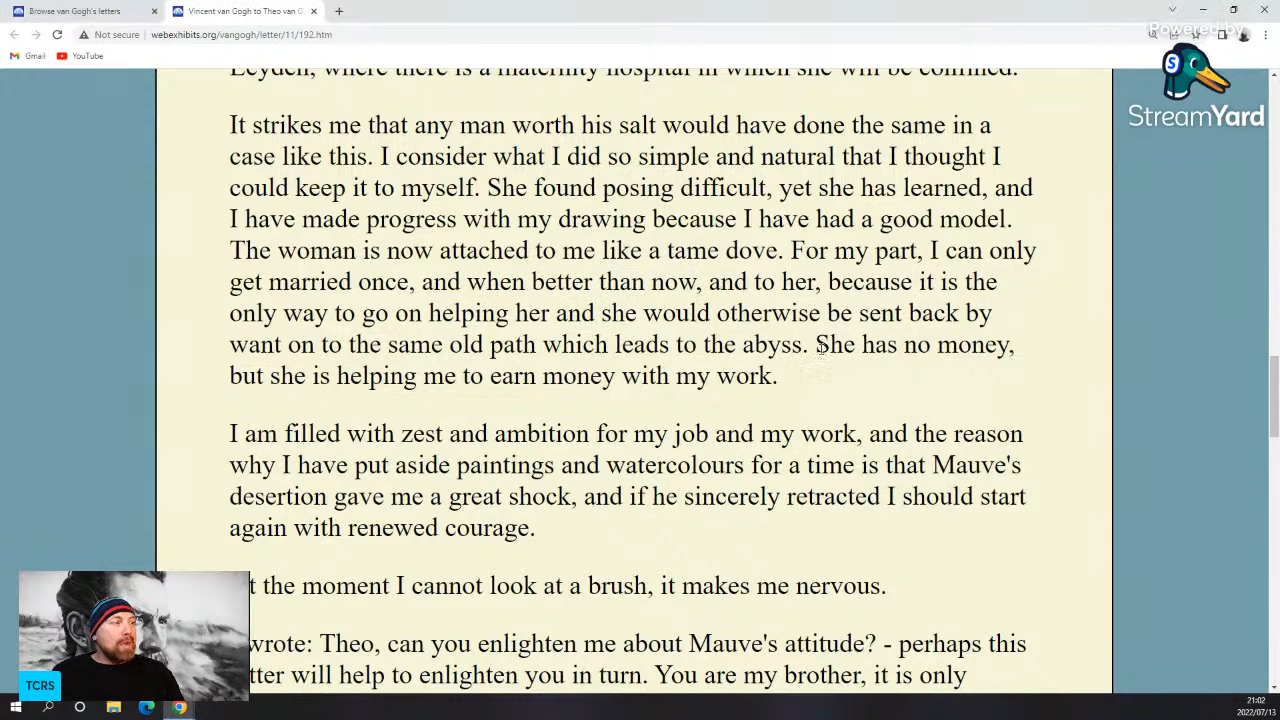 Browse van Gogh's letters
Vincent van Gogh to Theo van G
Not secure
webexhibits.org/vangogh/letter/11/192.htm
Powered by
Gmail
YouTube
StreamYard
Leyden, where there is a maternity hospital in which she will be confined.
It strikes me that any man worth his salt would have done the same in a
case like this. I consider what I did so simple and natural that I thought I
could keep it to myself. She found posing difficult, yet she has learned, and
I have made progress with my drawing because I have had a good model.
The woman is now attached to me like a tame dove. For my part, I can only
get married once, and when better than now, and to her, because it is the
only way to go on helping her and she would otherwise be sent back by
want on to the same old path which leads to the abyss. She has no money,
but she is helping me to earn money with my work.
I am filled with zest and ambition for my job and my work, and the reason
why I have put aside paintings and watercolours for a time is that Mauve's
desertion gave me a great shock, and if he sincerely retracted I should start
again with renewed courage.
t the moment I cannot look at a brush, it makes me nervous.
wrote: Theo, can you enlighten me about Mauve's attitude? - perhaps this
tter will help to enlighten you in turn. You are my brother, it is only
TCRS
21:02
2022/07/13